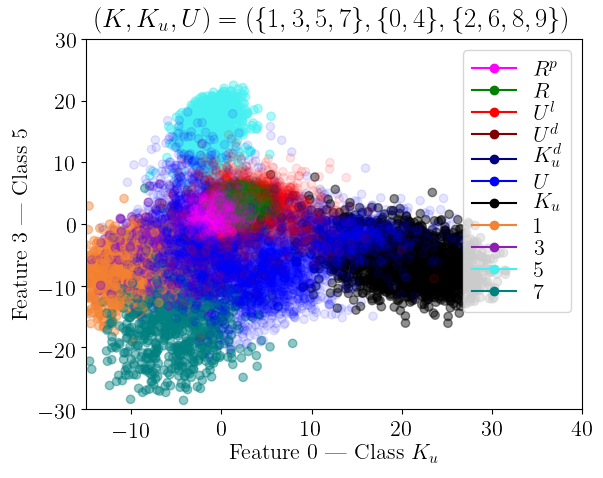 (K, K_u, U) = ({1, 3, 5, 7}, {0, 4}, {2, 6, 8, 9})
30
20
10
0
−10
−20
−30
Feature 3 — Class 5
R^p
R
U^l
U^d
K_u^d
U
K_u
1
3
5
7
−10
0
10
20
30
40
Feature 0 — Class K_u